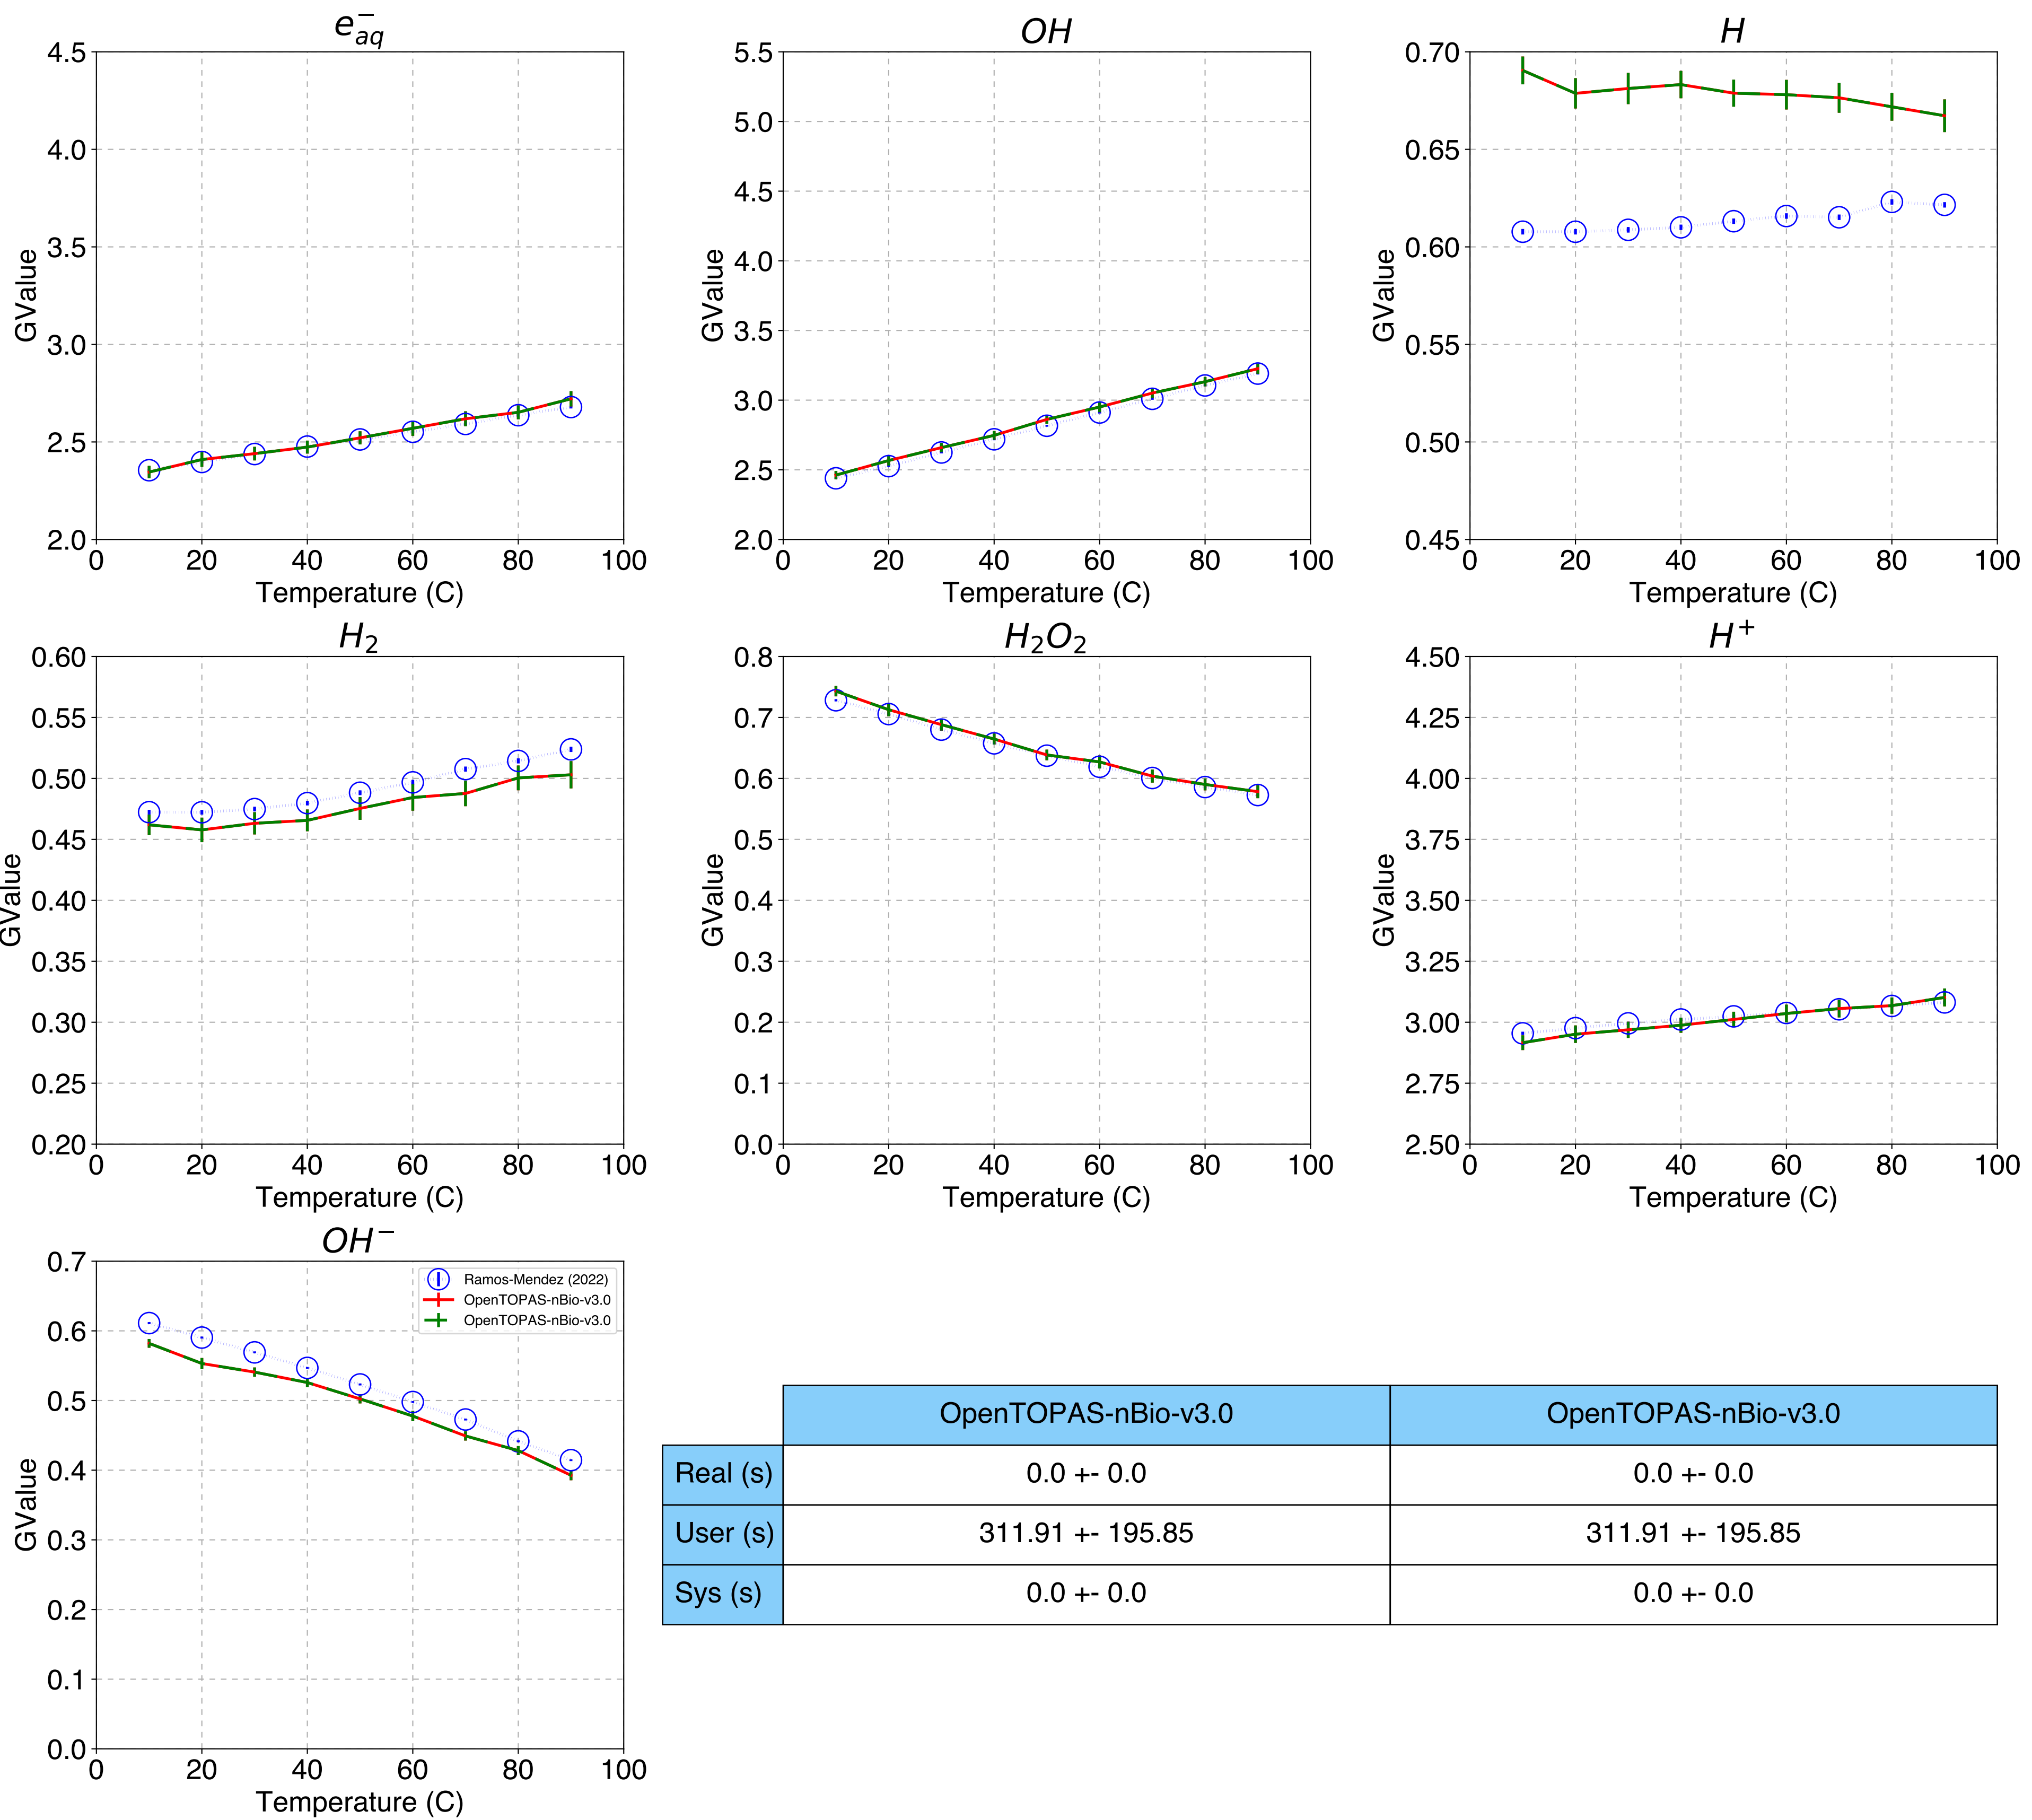 e⁻aq
4.5
4.0
3.5
3.0
2.5
2.0
GValue
0 20 40 60 80 100
Temperature (C)
OH
5.5
5.0
4.5
4.0
3.5
3.0
2.5
2.0
GValue
0 20 40 60 80 100
Temperature (C)
H
0.70
0.65
0.60
0.55
0.50
0.45
GValue
0 20 40 60 80 100
Temperature (C)
H₂
0.60
0.55
0.50
0.45
0.40
0.35
0.30
0.25
0.20
GValue
0 20 40 60 80 100
Temperature (C)
H₂O₂
0.8
0.7
0.6
0.5
0.4
0.3
0.2
0.1
0.0
GValue
0 20 40 60 80 100
Temperature (C)
H⁺
4.50
4.25
4.00
3.75
3.50
3.25
3.00
2.75
2.50
GValue
0 20 40 60 80 100
Temperature (C)
OH⁻
0.7
0.6
0.5
0.4
0.3
0.2
0.1
0.0
GValue
0 20 40 60 80 100
Temperature (C)
Ramos-Mendez (2022)
OpenTOPAS-nBio-v3.0
OpenTOPAS-nBio-v3.0
OpenTOPAS-nBio-v3.0 OpenTOPAS-nBio-v3.0
Real (s) 0.0 +- 0.0 0.0 +- 0.0
User (s) 311.91 +- 195.85 311.91 +- 195.85
Sys (s) 0.0 +- 0.0 0.0 +- 0.0